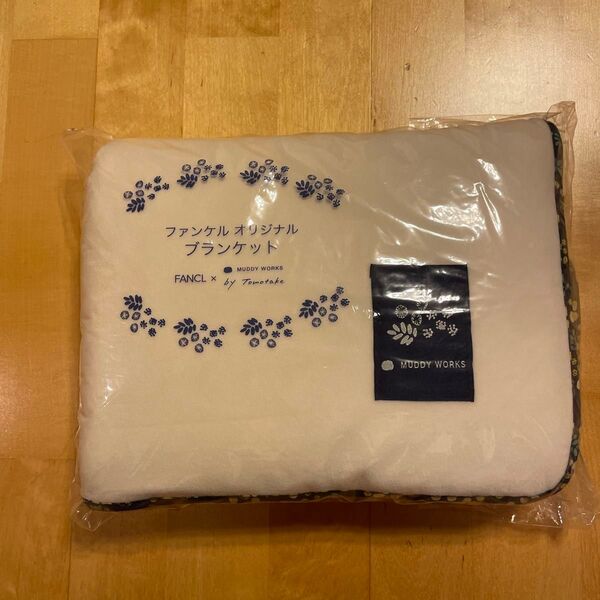 ファンケル オリジナル
ブランケット
FANCL × MUDDY WORKS
by Tomotake
MUDDY WORKS